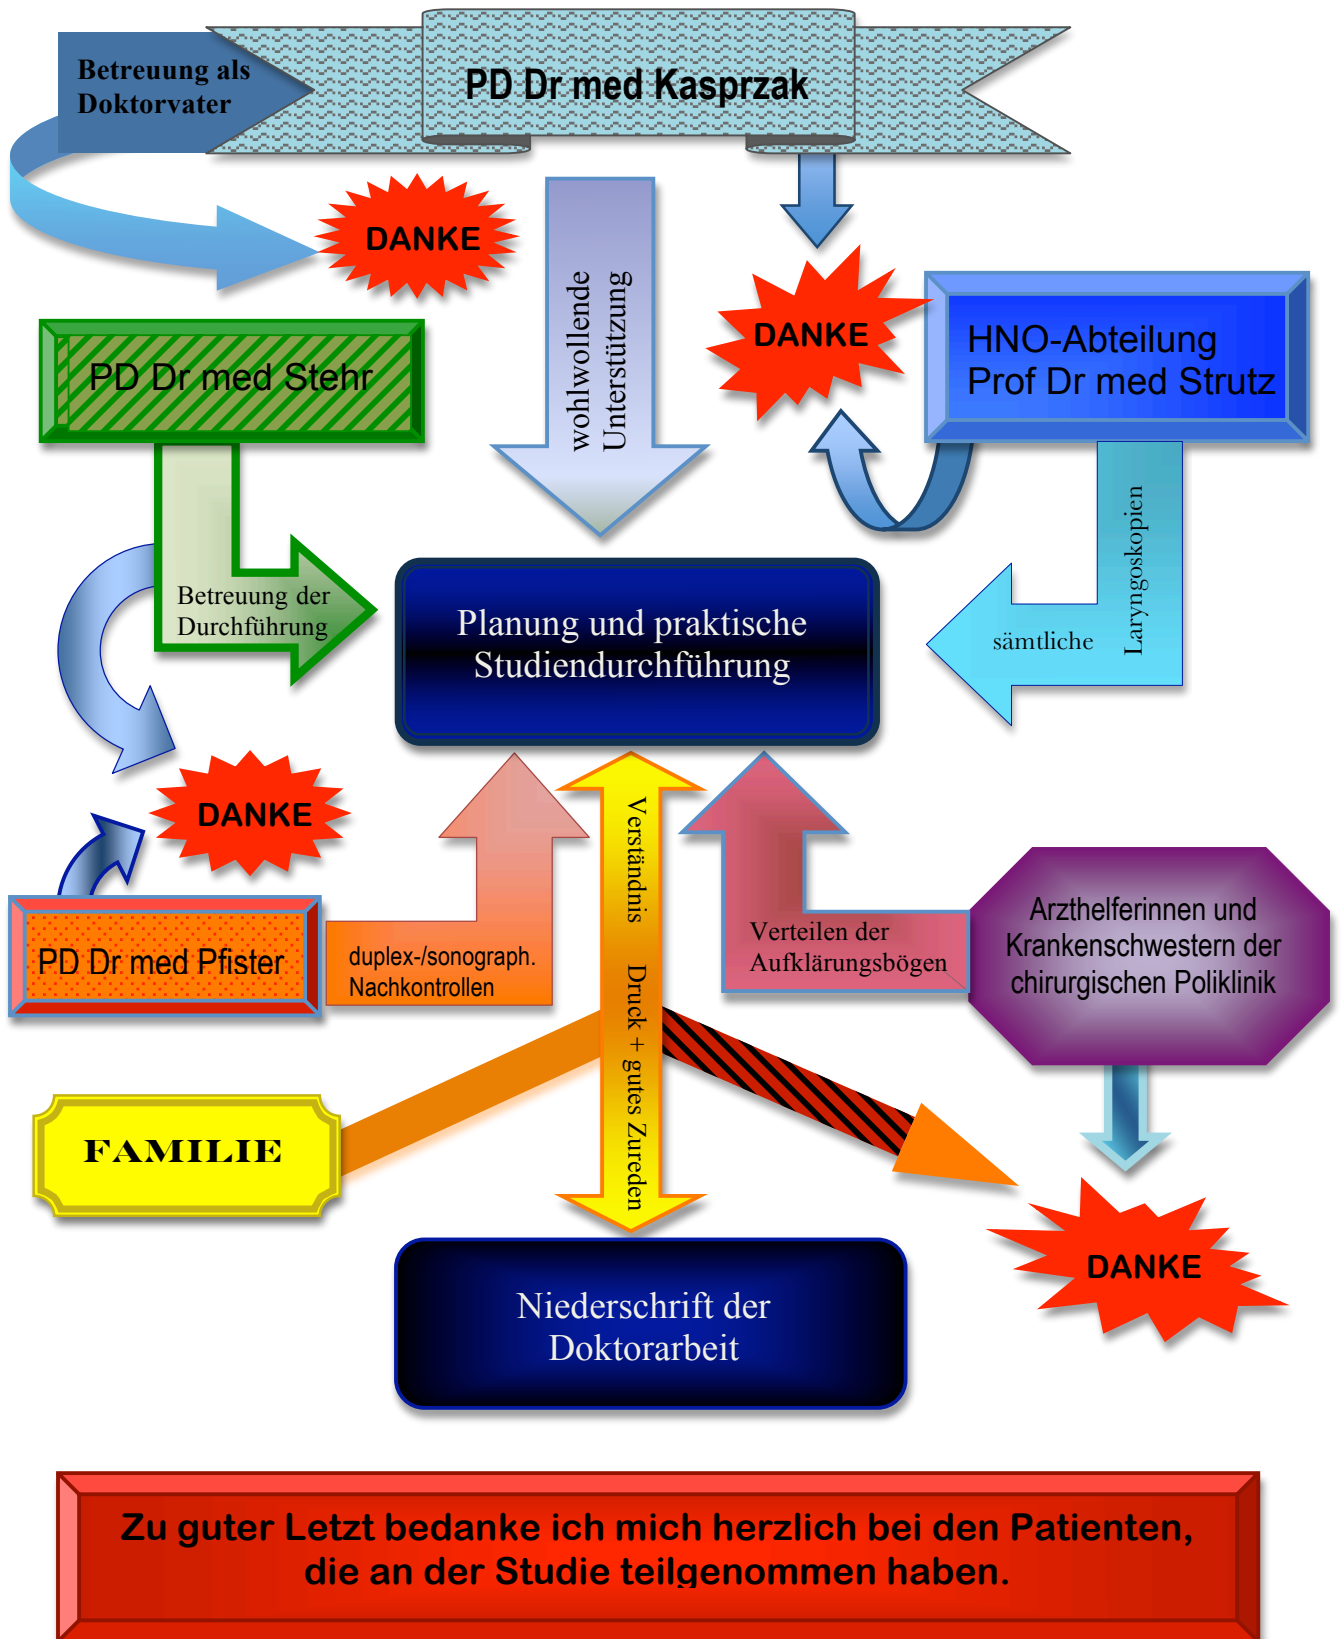 Betreuung als
Doktorvater
PD Dr med Kasprzak
DANKE
wohlwollende
Unterstützung
DANKE
HNO-Abteilung
Prof Dr med Strutz
PD Dr med Stehr
Betreuung der
Durchführung
Planung und praktische
Studiendurchführung
sämtliche
Laryngoskopien
DANKE
PD Dr med Pfister
duplex-/sonograph.
Nachkontrollen
Verständnis Druck + gutes Zureden
Verteilen der
Aufklärungsbögen
Arzthelferinnen und
Krankenschwestern der
chirurgischen Poliklinik
FAMILIE
DANKE
Niederschrift der
Doktorarbeit
Zu guter Letzt bedanke ich mich herzlich bei den Patienten,
die an der Studie teilgenommen haben.